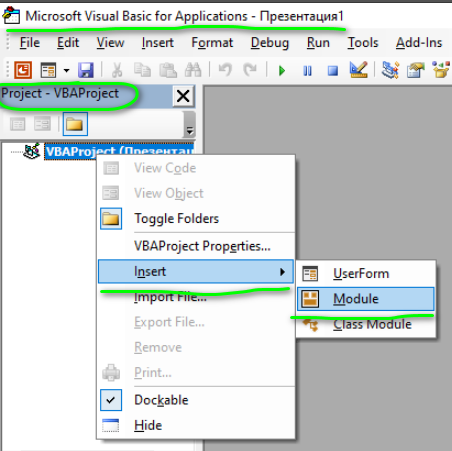 Microsoft Visual Basic for Applications - Презентация1
File Edit View Insert Format Debug Run Tools Add-Ins
Project - VBAProject
VBAProject (Презентац
View Code
View Object
Toggle Folders
VBAProject Properties...
Insert
UserForm
Import File...
Module
Export File...
Class Module
Remove
Print...
Dockable
Hide